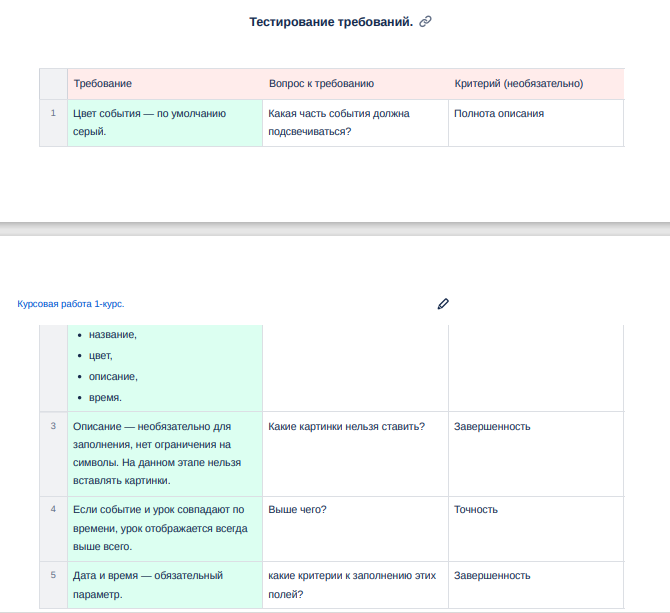 Тестирование требований.
Требование Вопрос к требованию Критерий (необязательно)
1 Цвет события — по умолчанию Какая часть события должна Полнота описания
серый. подсвечиваться?
Курсовая работа 1-курс.
• название,
• цвет,
• описание,
• время.
3 Описание — необязательно для Какие картинки нельзя ставить? Завершенность
заполнения, нет ограничения на
символы. На данном этапе нельзя
вставлять картинки.
4 Если событие и урок совпадают по Выше чего? Точность
времени, урок отображается всегда
выше всего.
5 Дата и время — обязательный какие критерии к заполнению этих Завершенность
параметр. полей?